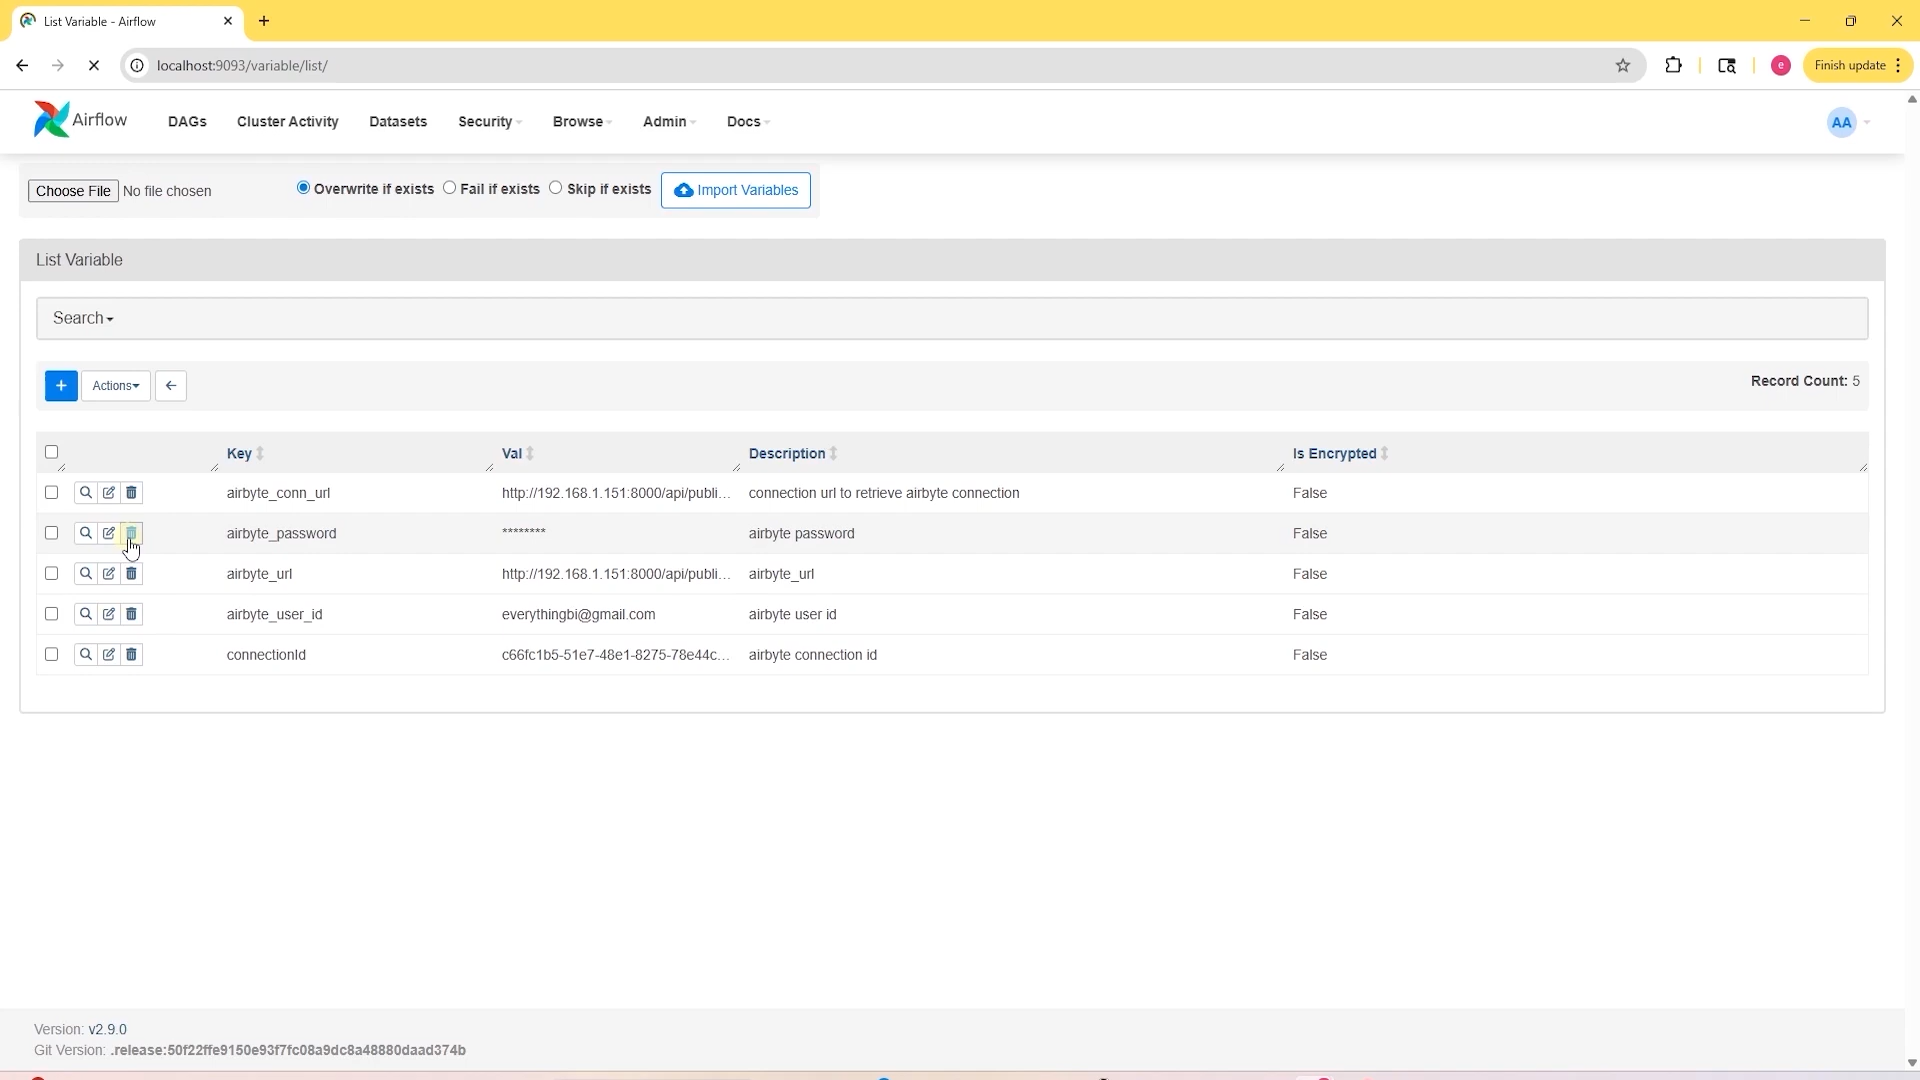 List Variable - Airflow
localhost:9093/variable/list/
e
Finish update
Airflow
DAGs
Cluster Activity
Datasets
Security
Browse
Admin
Docs
AA
Choose File No file chosen
Overwrite if exists
Fail if exists
Skip if exists
Import Variables
List Variable
Search
+
Actions
Record Count: 5
Key Val Description Is Encrypted
airbyte_conn_url http://192.168.1.151:8000/api/publi... connection url to retrieve airbyte connection False
airbyte_password ******** airbyte password False
airbyte_url http://192.168.1.151:8000/api/publi... airbyte_url False
airbyte_user_id everythingbi@gmail.com airbyte user id False
connectionId c66fc1b5-51e7-48e1-8275-78e44c... airbyte connection id False
Version: v2.9.0
Git Version: .release:50f22ffe9150e93f7fc08a9dc8a48880daad374b